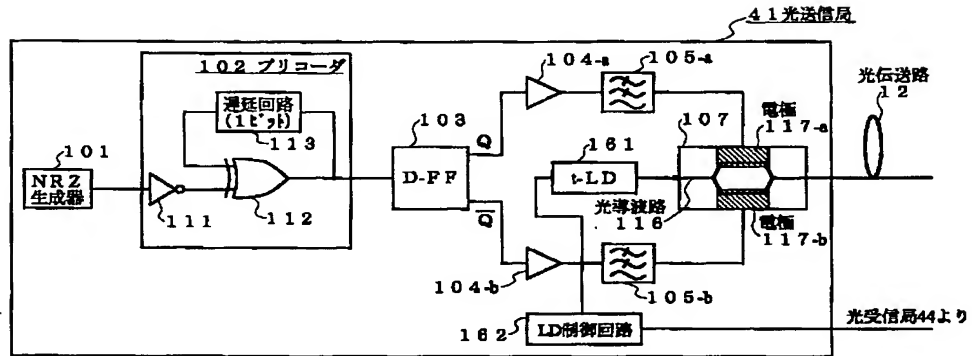 41光送信局
102 プリコーダ
遅延回路
(1ビット)
113
101
NRZ
生成器
111
112
103
D-FF
Q
Q̅
104-a
105-a
104-b
105-b
161
t-LD
107
光導波路
116
電極
117-a
電極
117-b
光伝送路
12
162
LD制御回路
光受信局44より